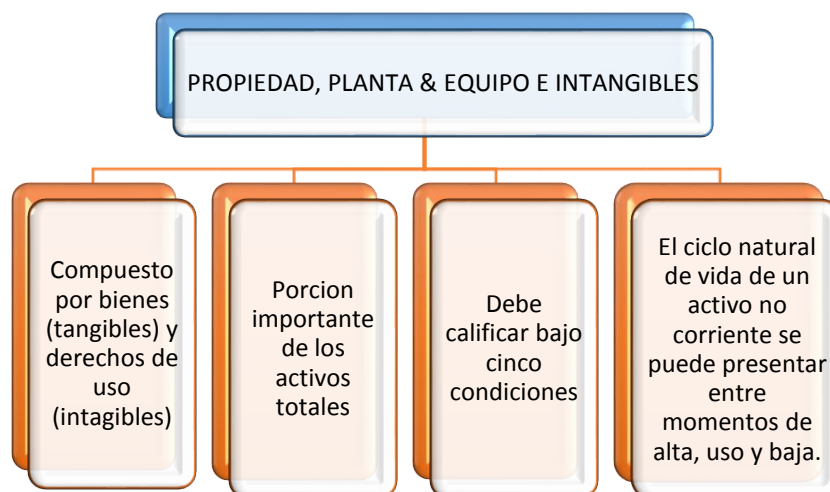 PROPIEDAD, PLANTA & EQUIPO E INTANGIBLES
Compuesto
por bienes
(tangibles) y
derechos de
uso
(intagibles)
Porcion
importante
de los
activos
totales
Debe
calificar bajo
cinco
condiciones
El ciclo natural
de vida de un
activo no
corriente se
puede presentar
entre
momentos de
alta, uso y baja.